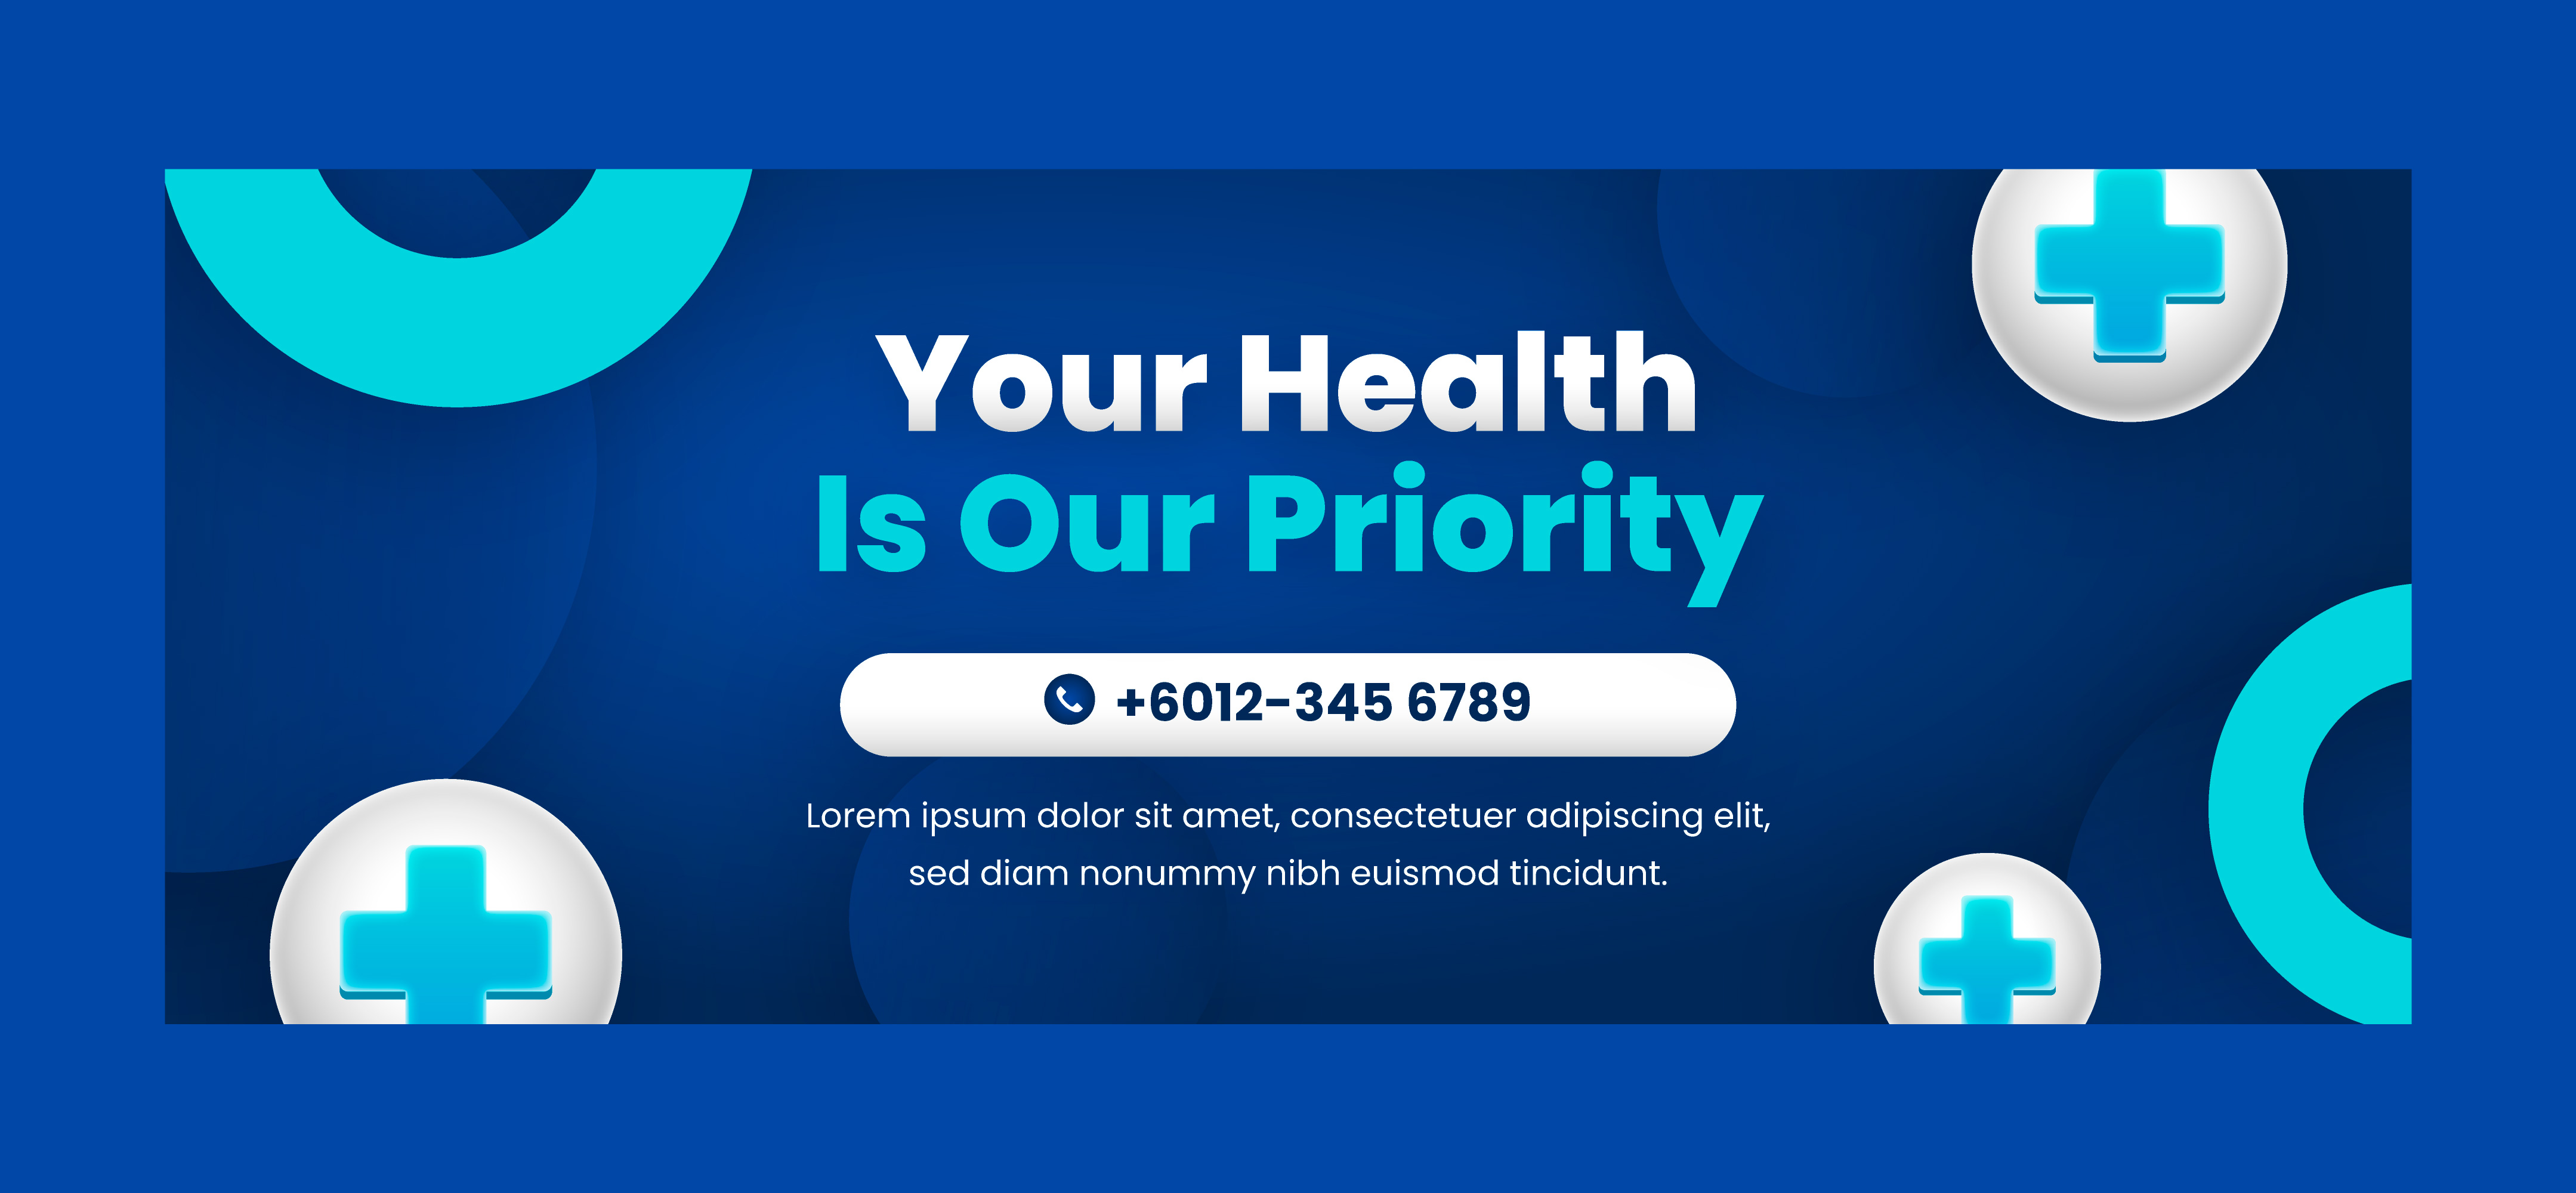 Your Health
Is Our Priority
+6012-345 6789
Lorem ipsum dolor sit amet, consectetuer adipiscing elit,
sed diam nonummy nibh euismod tincidunt.